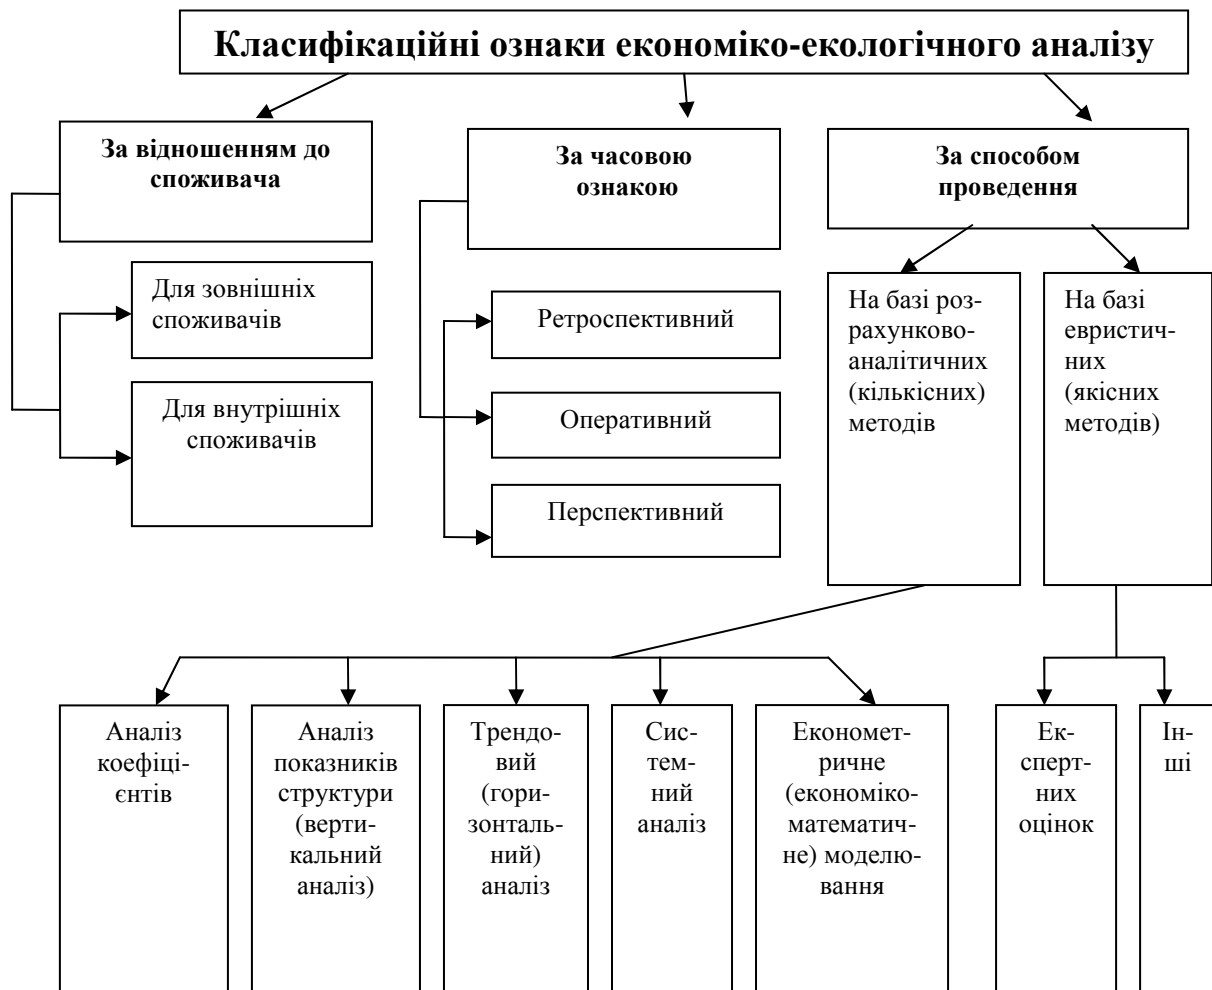 Класифікаційні ознаки економіко-екологічного аналізу
За відношенням до
споживача
За часовою
ознакою
За способом
проведення
Для зовнішніх
споживачів
Для внутрішніх
споживачів
Ретроспективний
Оперативний
Перспективний
На базі роз-
рахунково-
аналітичних
(кількісних)
методів
На базі
евристич-
них
(якісних
методів)
Аналіз
коефіці-
єнтів
Аналіз
показників
структури
(верти-
кальний
аналіз)
Трендо-
вий
(гори-
зонталь-
ний)
аналіз
Сис-
тем-
ний
аналіз
Економет-
ричне
(економіко-
математич-
не) моделю-
вання
Ек-
сперт-
них
оцінок
Ін-
ші